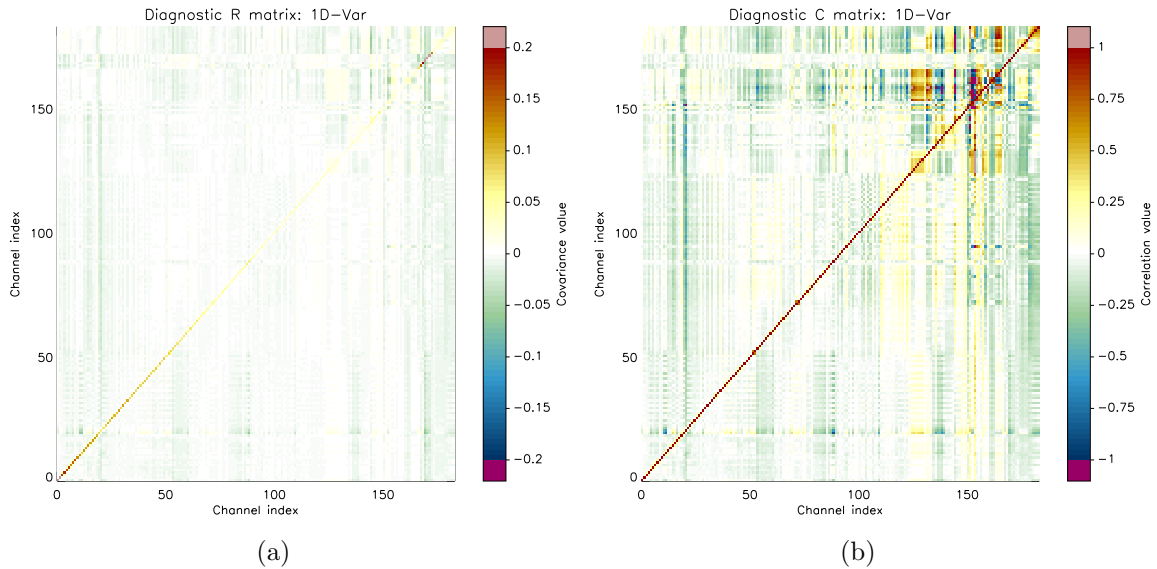 Diagnostic R matrix: 1D-Var
Diagnostic C matrix: 1D-Var
0.2
0.15
0.1
0.05
0
-0.05
-0.1
-0.15
-0.2
Covariance value
1
0.75
0.5
0.25
0
-0.25
-0.5
-0.75
-1
Correlation value
150
100
50
0
Channel index
150
100
50
0
Channel index
0 50 100 150
Channel index
0 50 100 150
Channel index
(a)
(b)